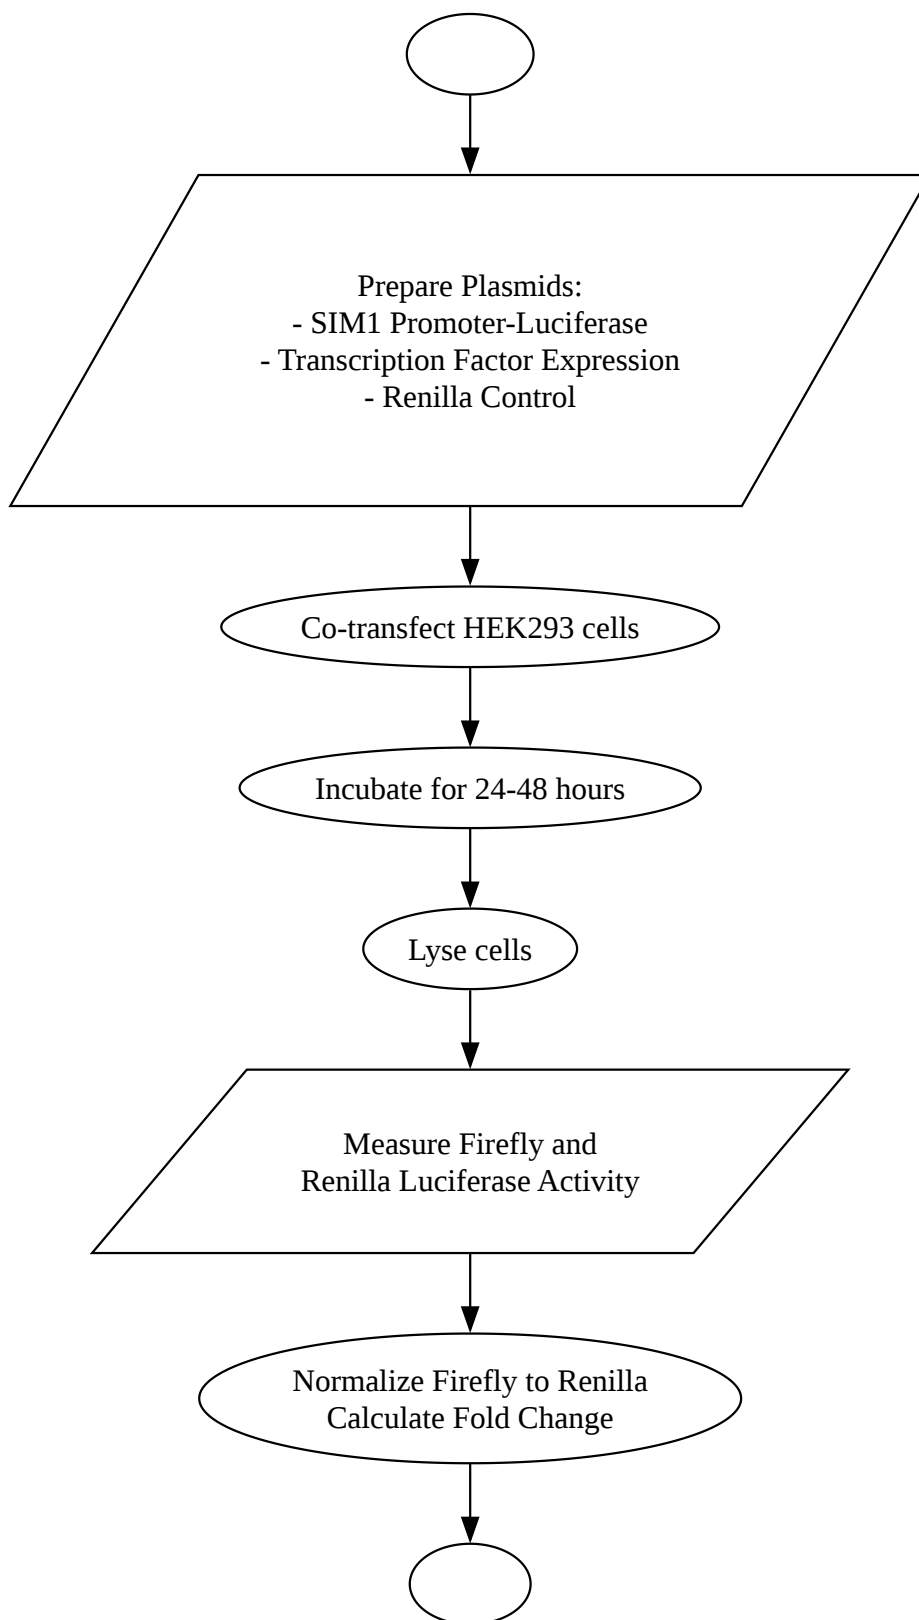 Prepare Plasmids:
- SIM1 Promoter-Luciferase
- Transcription Factor Expression
- Renilla Control
Co-transfect HEK293 cells
Incubate for 24-48 hours
Lyse cells
Measure Firefly and
Renilla Luciferase Activity
Normalize Firefly to Renilla
Calculate Fold Change